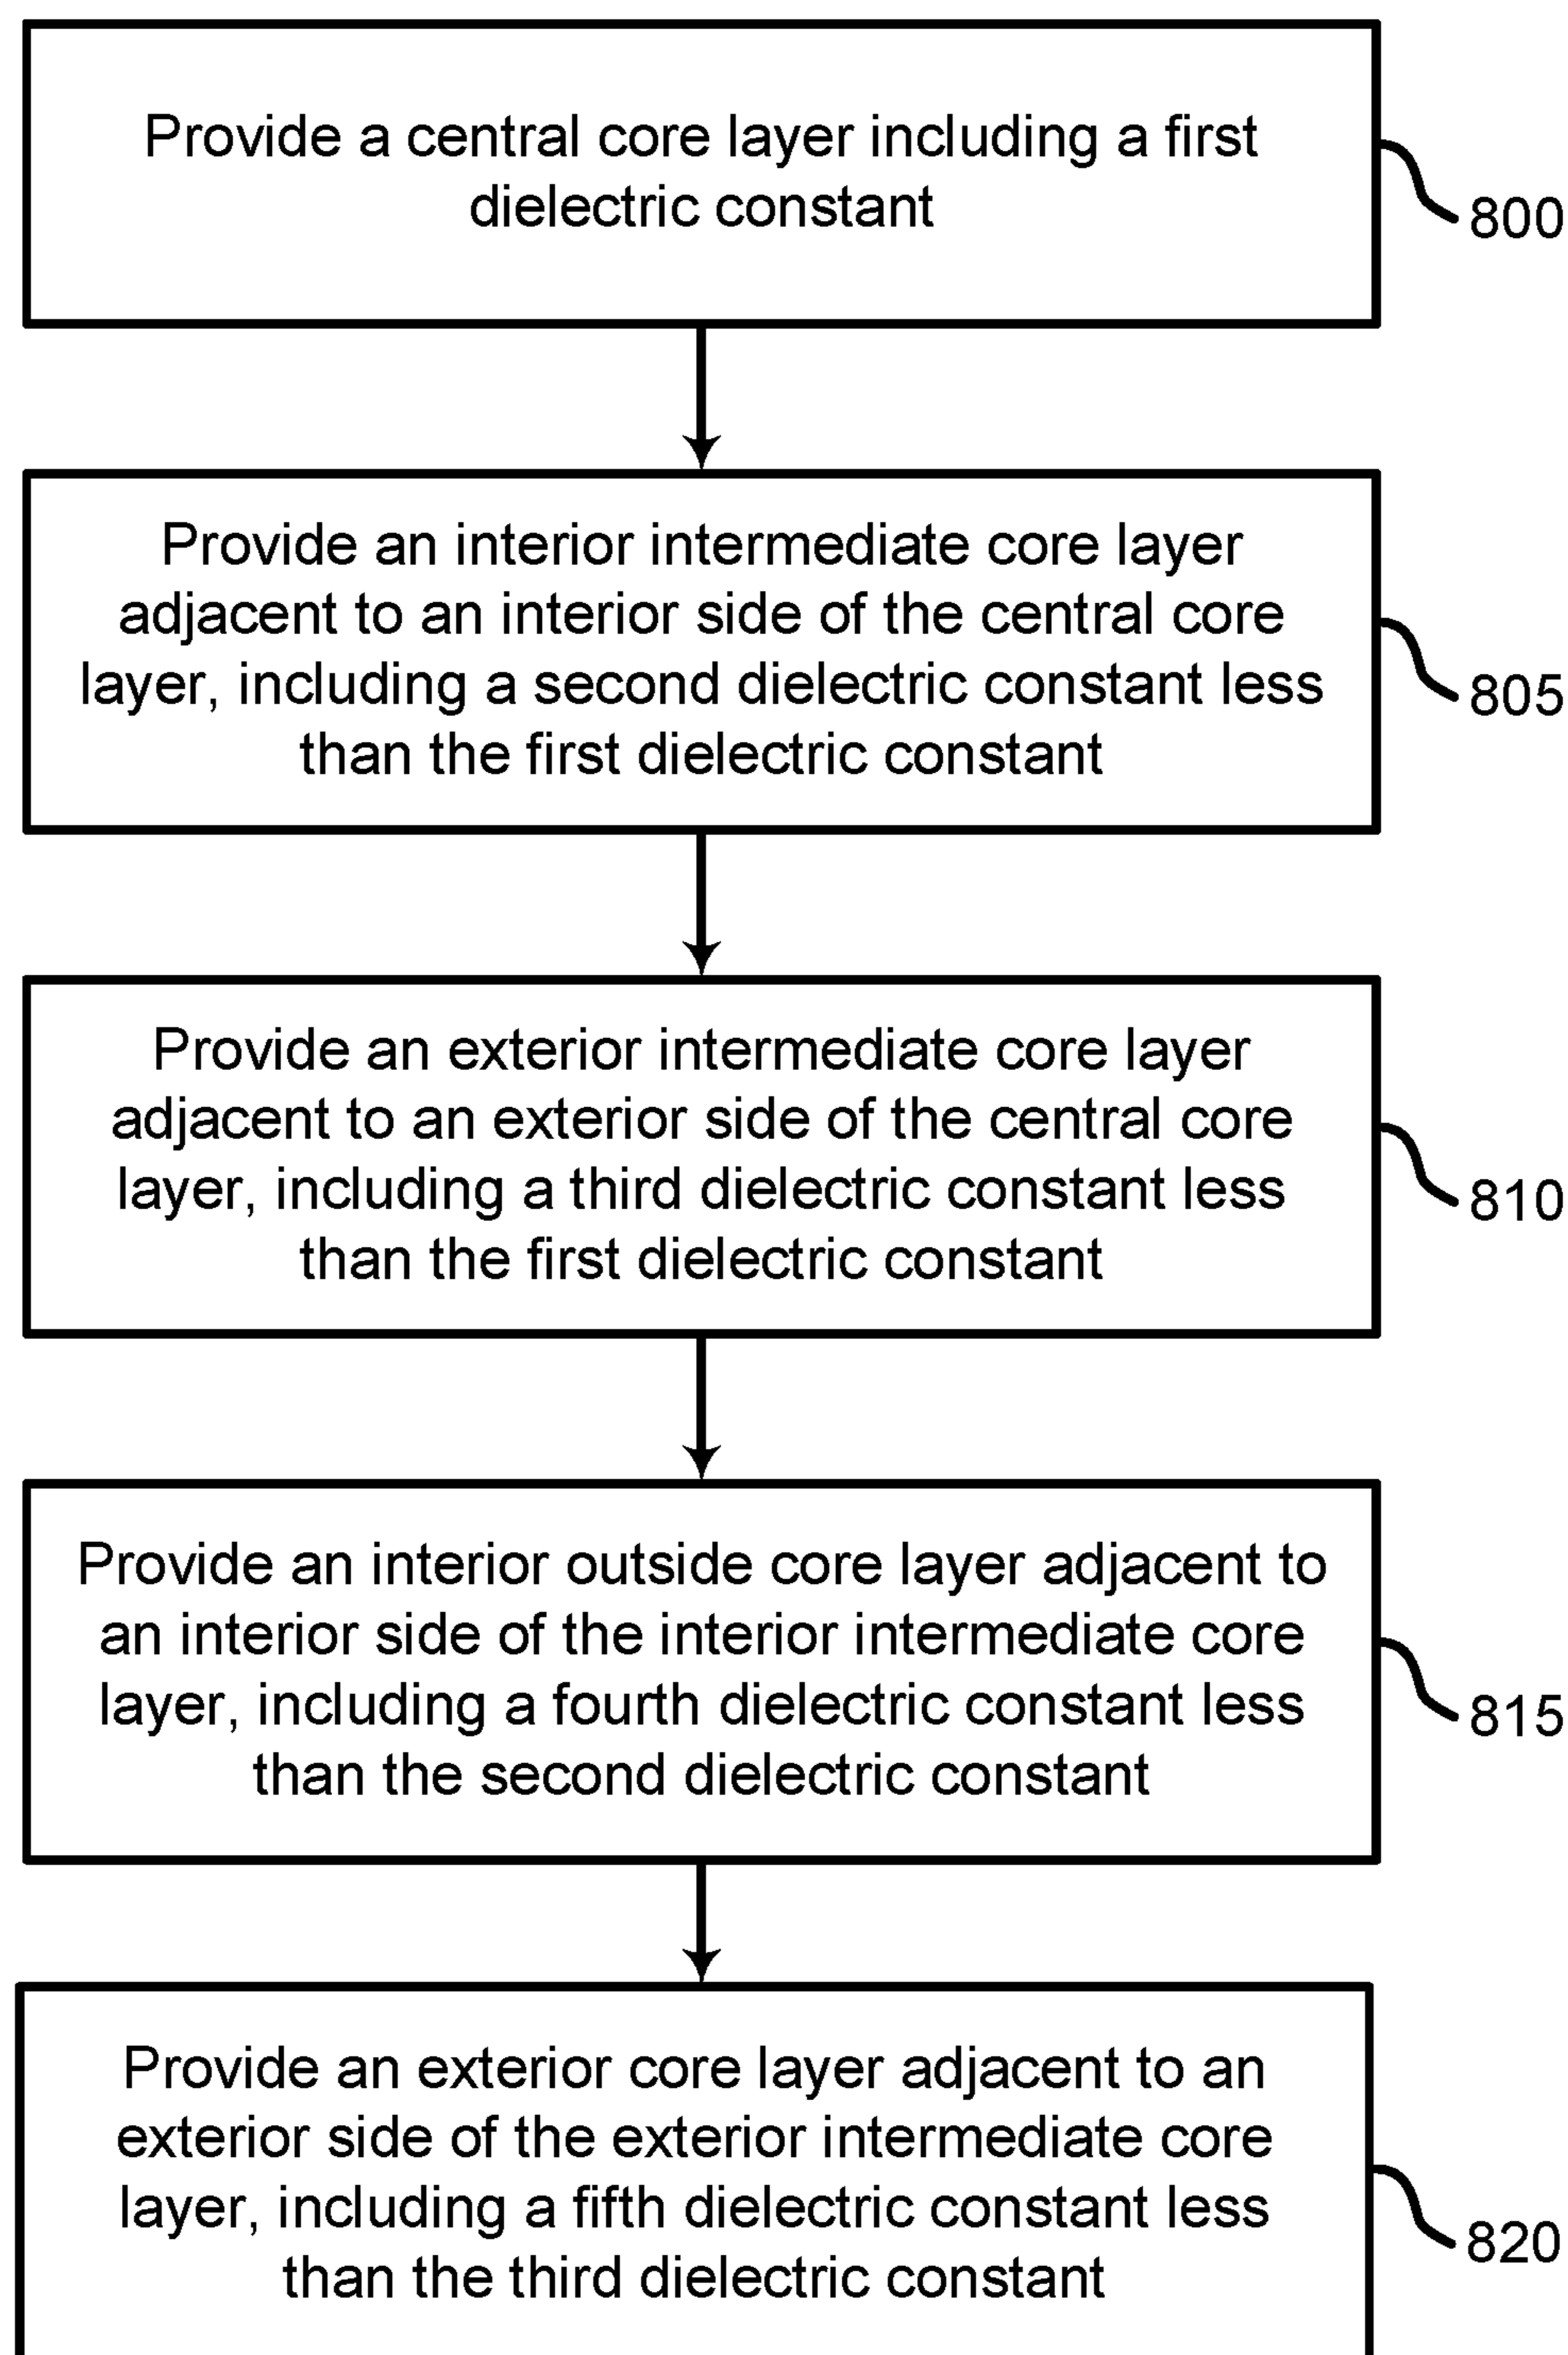 Provide a central core layer including a first
dielectric constant
800
Provide an interior intermediate core layer
adjacent to an interior side of the central core
layer, including a second dielectric constant less
than the first dielectric constant
805
Provide an exterior intermediate core layer
adjacent to an exterior side of the central core
layer, including a third dielectric constant less
than the first dielectric constant
810
Provide an interior outside core layer adjacent to
an interior side of the interior intermediate core
layer, including a fourth dielectric constant less
than the second dielectric constant
815
Provide an exterior core layer adjacent to an
exterior side of the exterior intermediate core
layer, including a fifth dielectric constant less
than the third dielectric constant
820